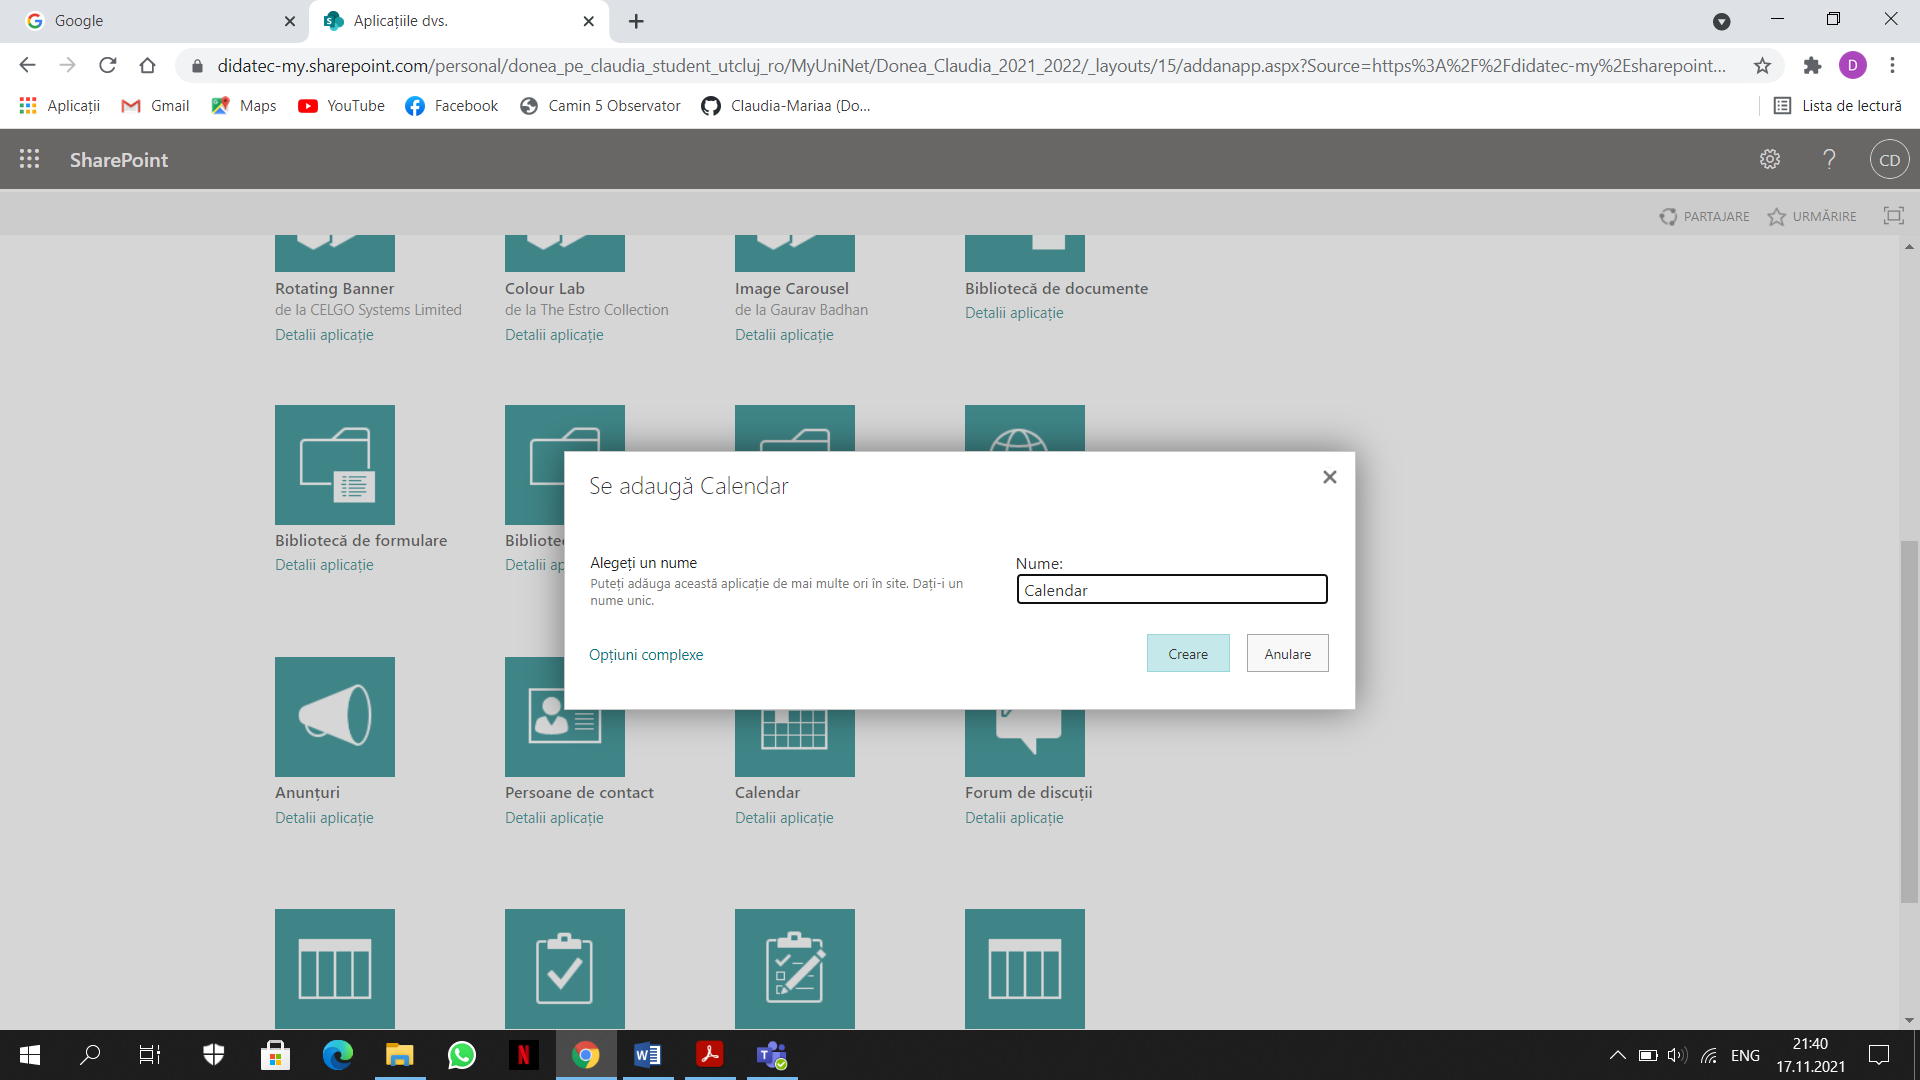 Google
Aplicațiile dvs.
didatec-my.sharepoint.com/personal/donea_pe_claudia_student_utcluj_ro/MyUniNet/Donea_Claudia_2021_2022/_layouts/15/addanapp.aspx?Source=https%3A%2F%2Fdidatec-my%2Esharepoint...
D
Aplicații Gmail Maps YouTube Facebook Camin 5 Observator Claudia-Mariaa (Do... Lista de lectură
SharePoint
CD
PARTAJARE URMĂRIRE
Rotating Banner
de la CELGO Systems Limited
Detalii aplicație
Colour Lab
de la The Estro Collection
Detalii aplicație
Image Carousel
de la Gaurav Badhan
Detalii aplicație
Bibliotecă de documente
Detalii aplicație
Bibliotecă de formulare
Detalii aplicație
Bibliote
Detalii ap
Se adaugă Calendar
Alegeți un nume
Puteți adăuga această aplicație de mai multe ori în site. Dați-i un
nume unic.
Nume:
Calendar
Opțiuni complexe
Creare
Anulare
Anunțuri
Detalii aplicație
Persoane de contact
Detalii aplicație
Calendar
Detalii aplicație
Forum de discuții
Detalii aplicație
ENG
21:40
17.11.2021